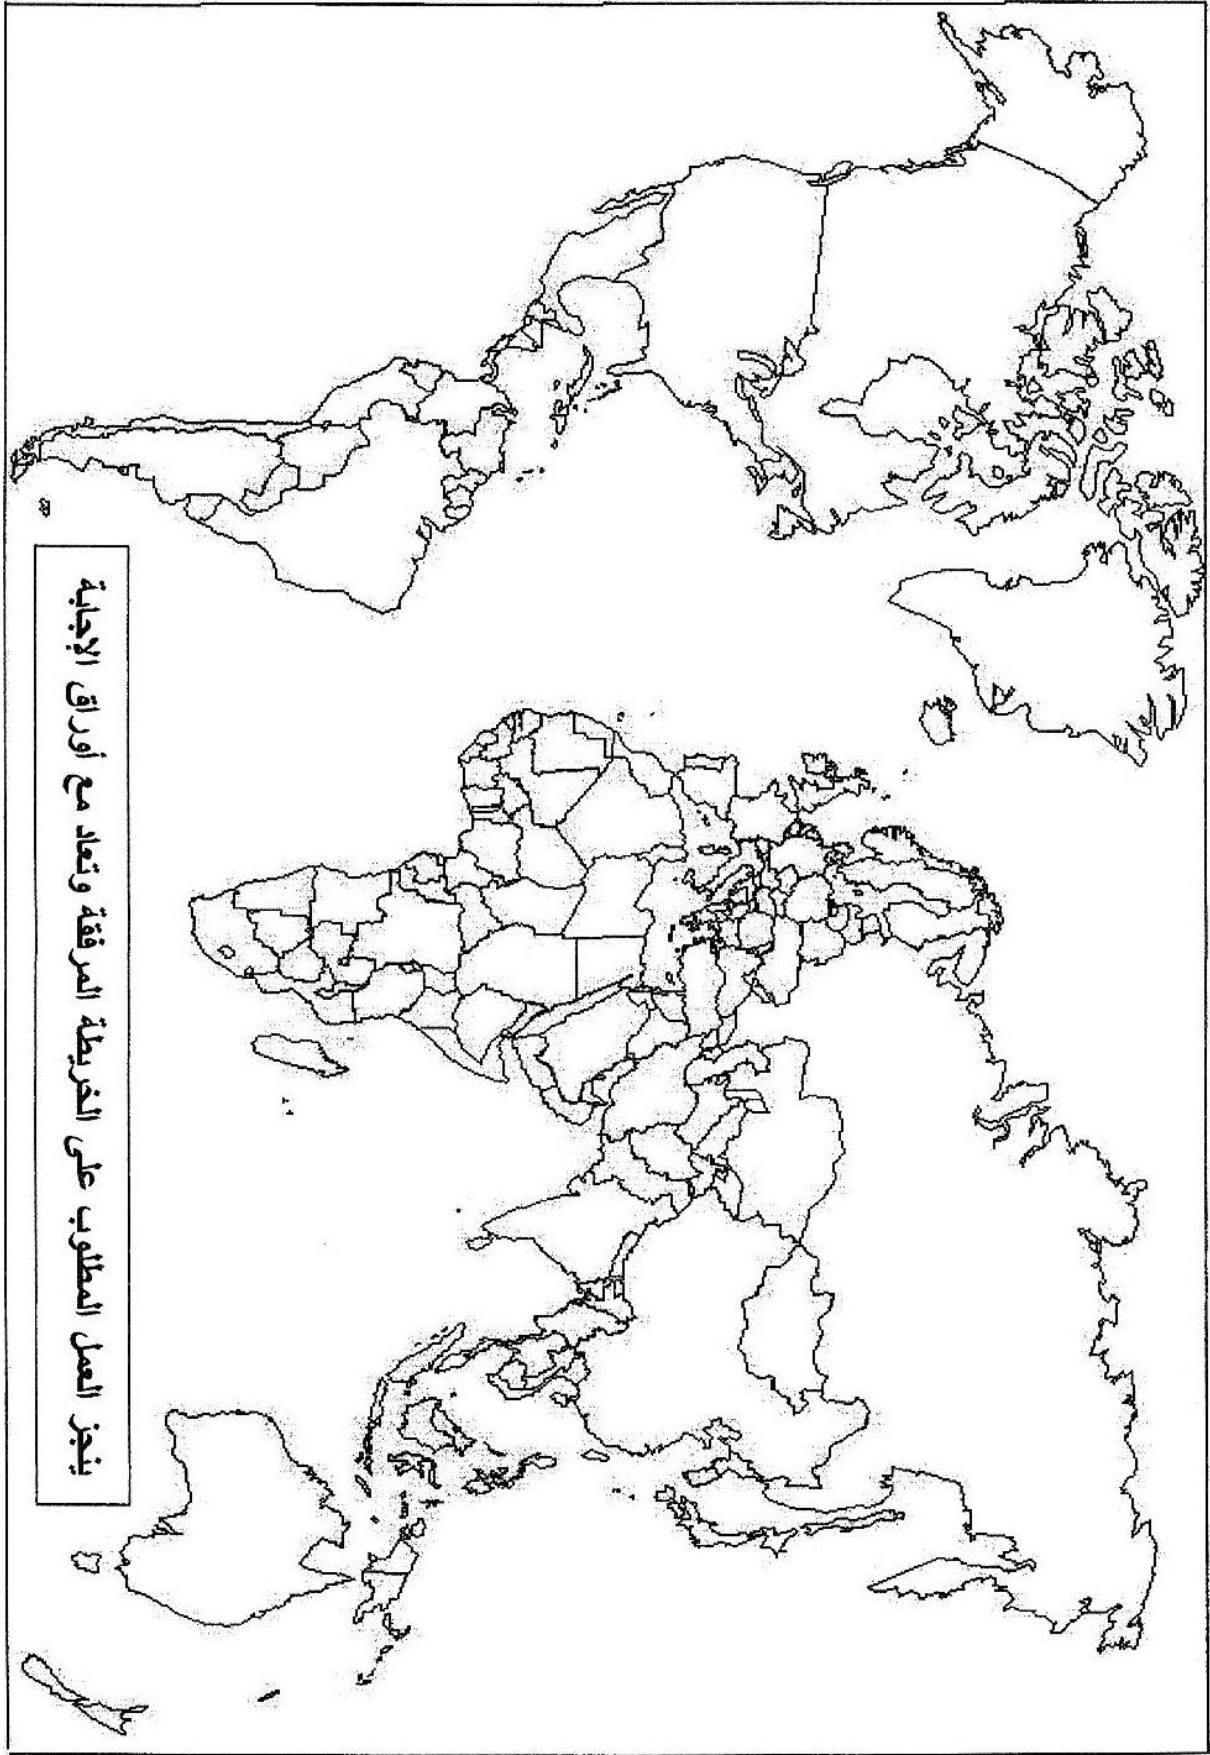 ينجز العمل المطلوب على الخريطة المرفقة وتعاد مع أوراق الإجابة